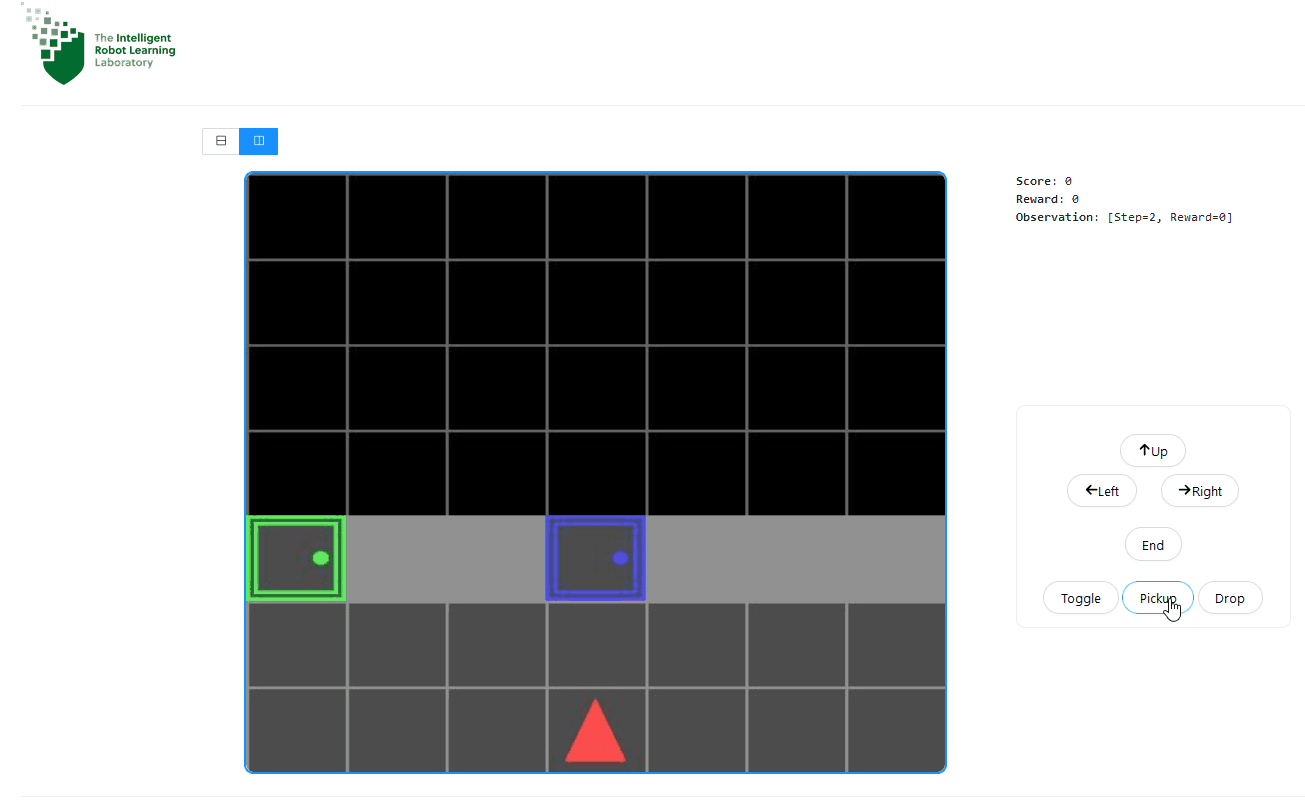 The Intelligent
Robot Learning
Laboratory
Score: 0
Reward: 0
Observation: [Step=2, Reward=0]
↑Up
←Left
→Right
End
Toggle
Pickup
Drop